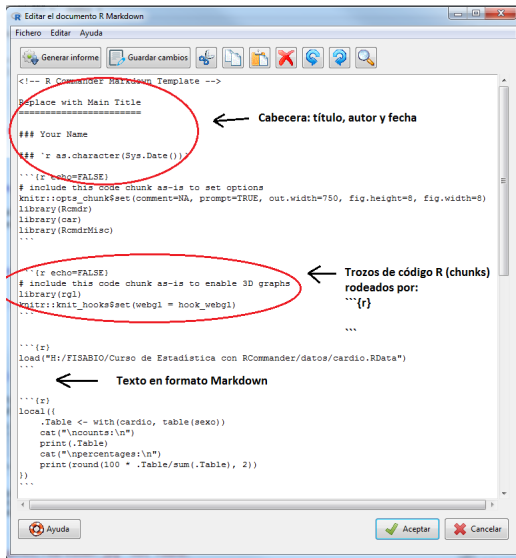 Editar el documento R Markdown
Fichero Editar Ayuda
Generar informe Guardar cambios
<!-- R Commander Markdown Template -->
Replace with Main Title
=======================
Cabecera: título, autor y fecha
### Your Name
### `r as.character(Sys.Date())`
```{r echo=FALSE}
# include this code chunk as-is to set options
knitr::opts_chunk$set(comment=NA, prompt=TRUE, out.width=750, fig.height=8, fig.width=8)
library(Rcmdr)
library(car)
library(RcmdrMisc)
```
```{r echo=FALSE}
# include this code chunk as-is to enable 3D graphs
library(rgl)
knitr::knit_hooks$set(webgl = hook_webgl)
```
Trozos de código R (chunks)
rodeados por:
```{r}
```
```{r}
load("H:/FISABIO/Curso de Estadística con RCommander/datos/cardio.RData")
```
Texto en formato Markdown
```{r}
local({
.Table <- with(cardio, table(sexo))
cat("\ncounts:\n")
print(.Table)
cat("\npercentages:\n")
print(round(100 * .Table/sum(.Table), 2))
})
```
Ayuda Aceptar Cancelar